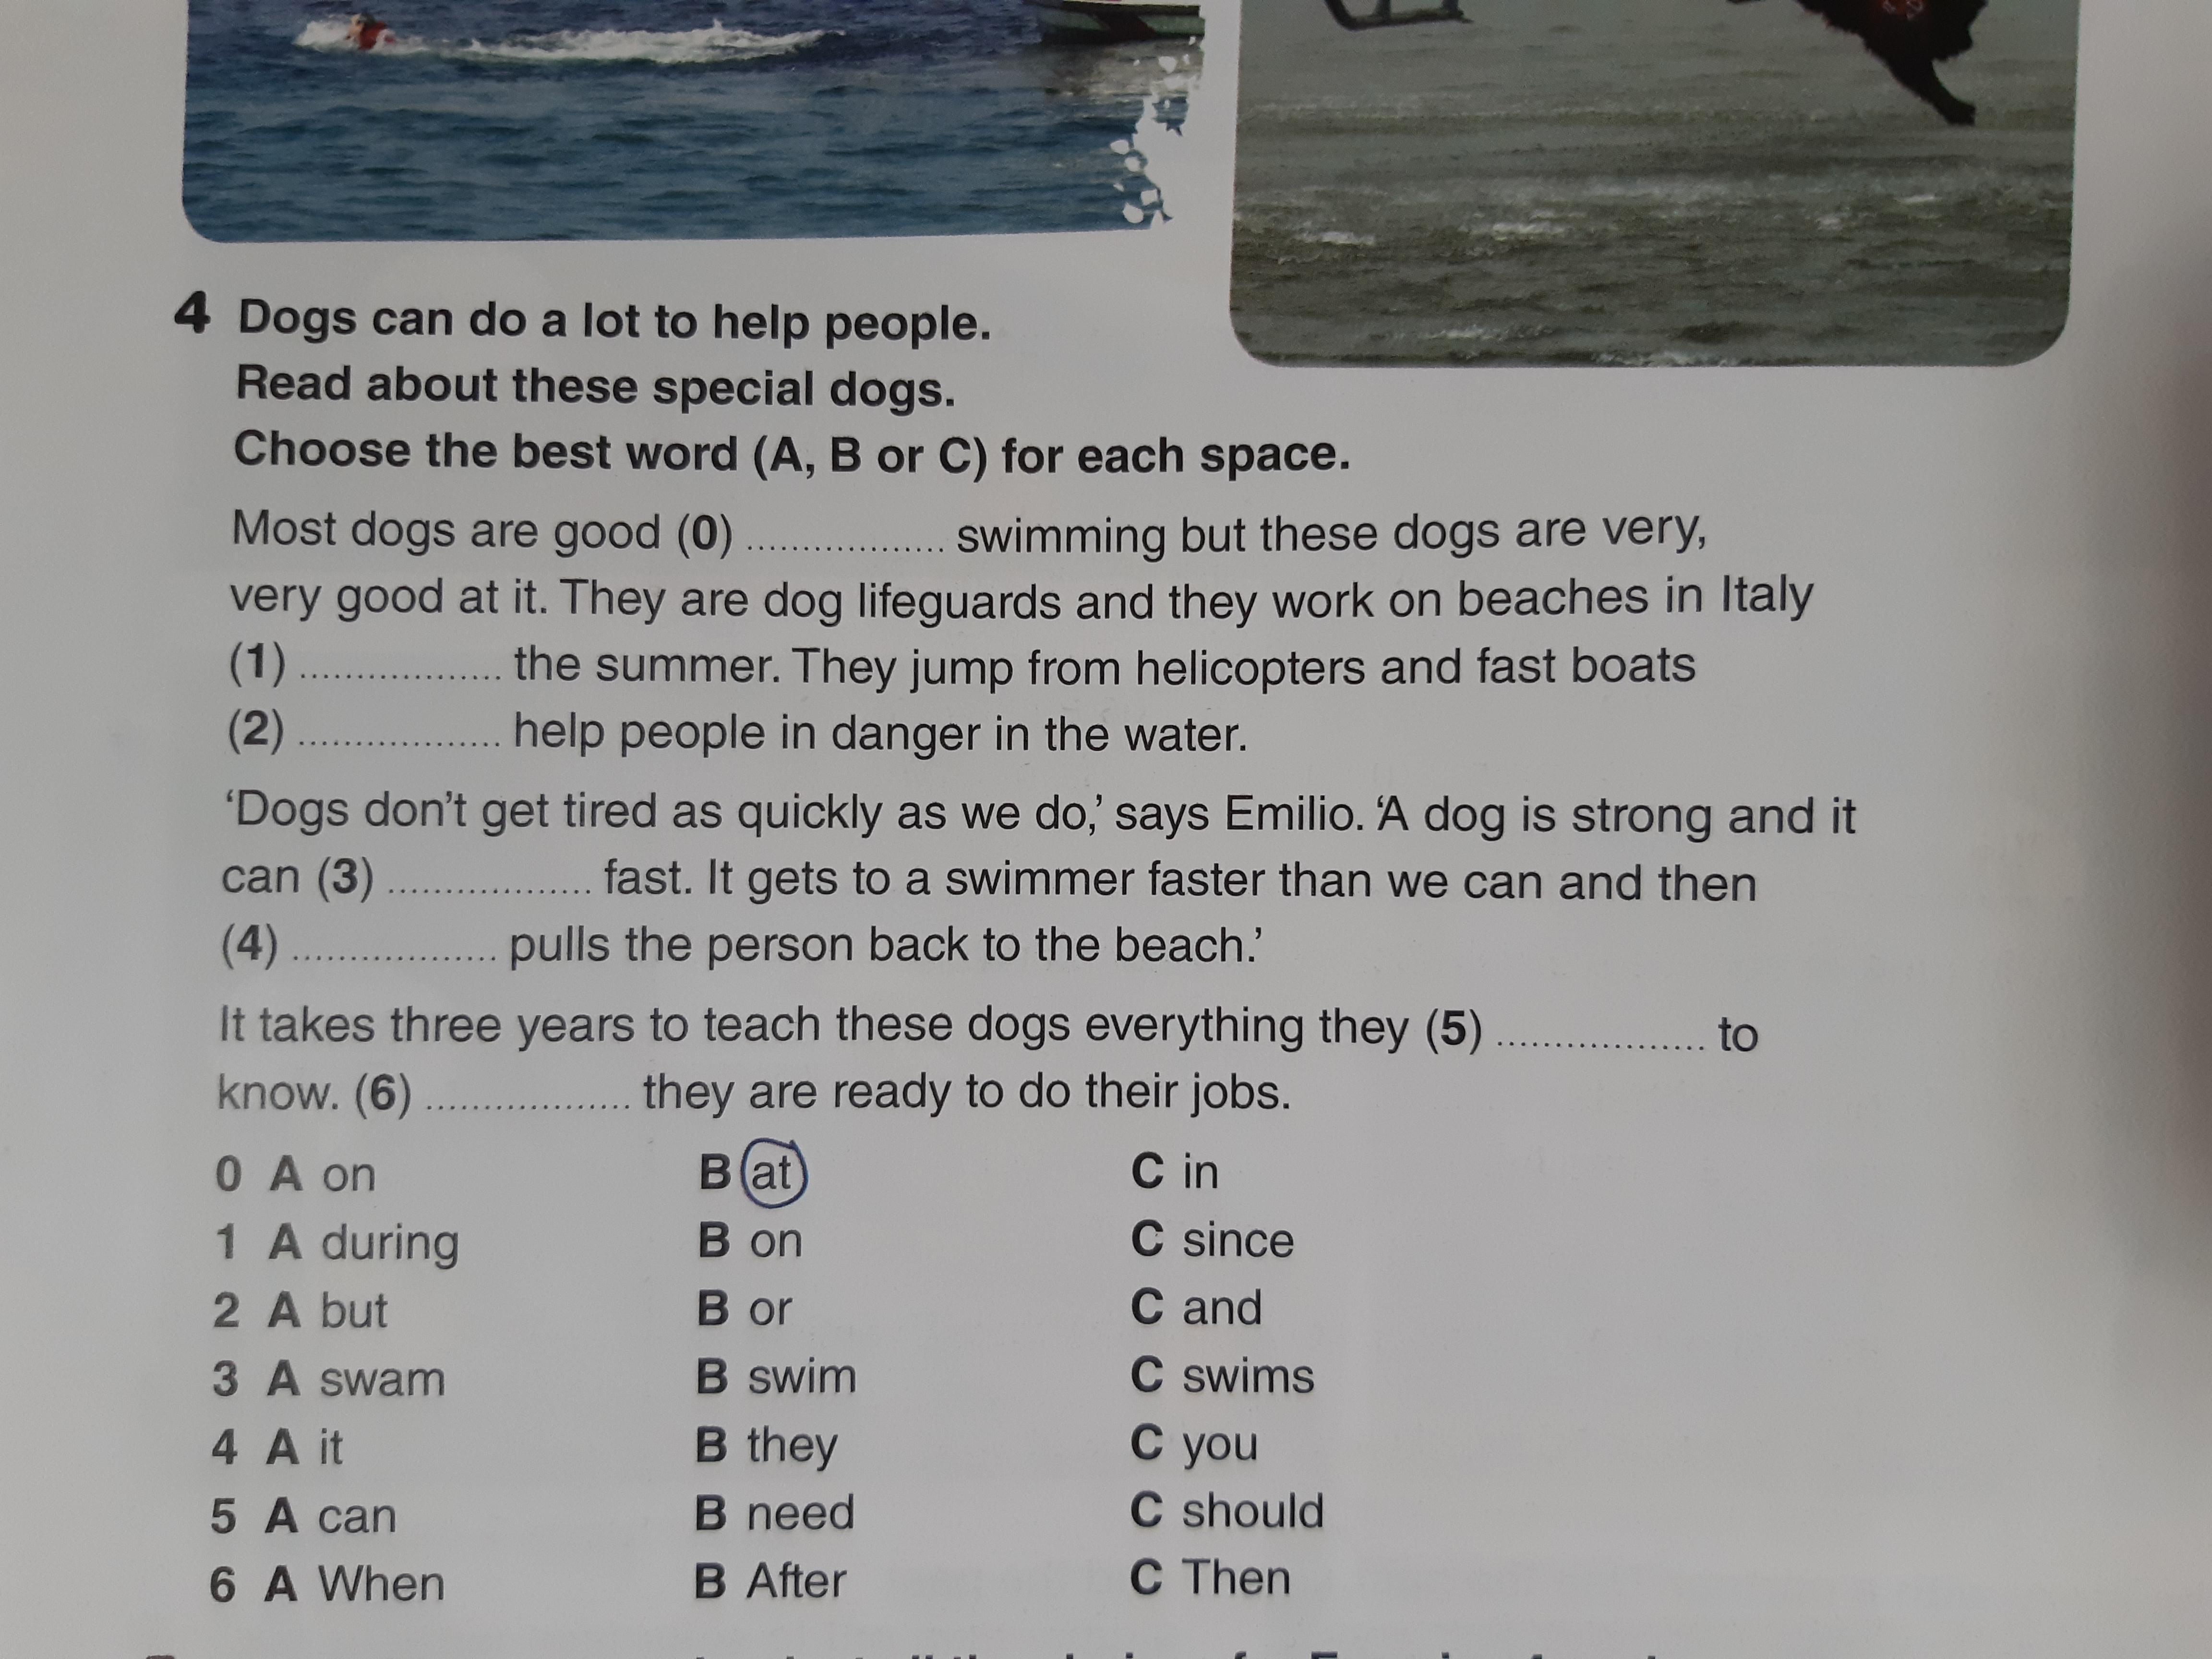 4 Dogs can do a lot to help people.
Read about these special dogs.
Choose the best word (A, B or C) for each space.
Most dogs are good (0) .................. swimming but these dogs are very,
very good at it. They are dog lifeguards and they work on beaches in Italy
(1) .................. the summer. They jump from helicopters and fast boats
(2) .................. help people in danger in the water.
‘Dogs don’t get tired as quickly as we do,’ says Emilio. ‘A dog is strong and it
can (3) .................. fast. It gets to a swimmer faster than we can and then
(4) .................. pulls the person back to the beach.’
It takes three years to teach these dogs everything they (5) .................. to
know. (6) .................. they are ready to do their jobs.
0 A on B at C in
1 A during B on C since
2 A but B or C and
3 A swam B swim C swims
4 A it B they C you
5 A can B need C should
6 A When B After C Then